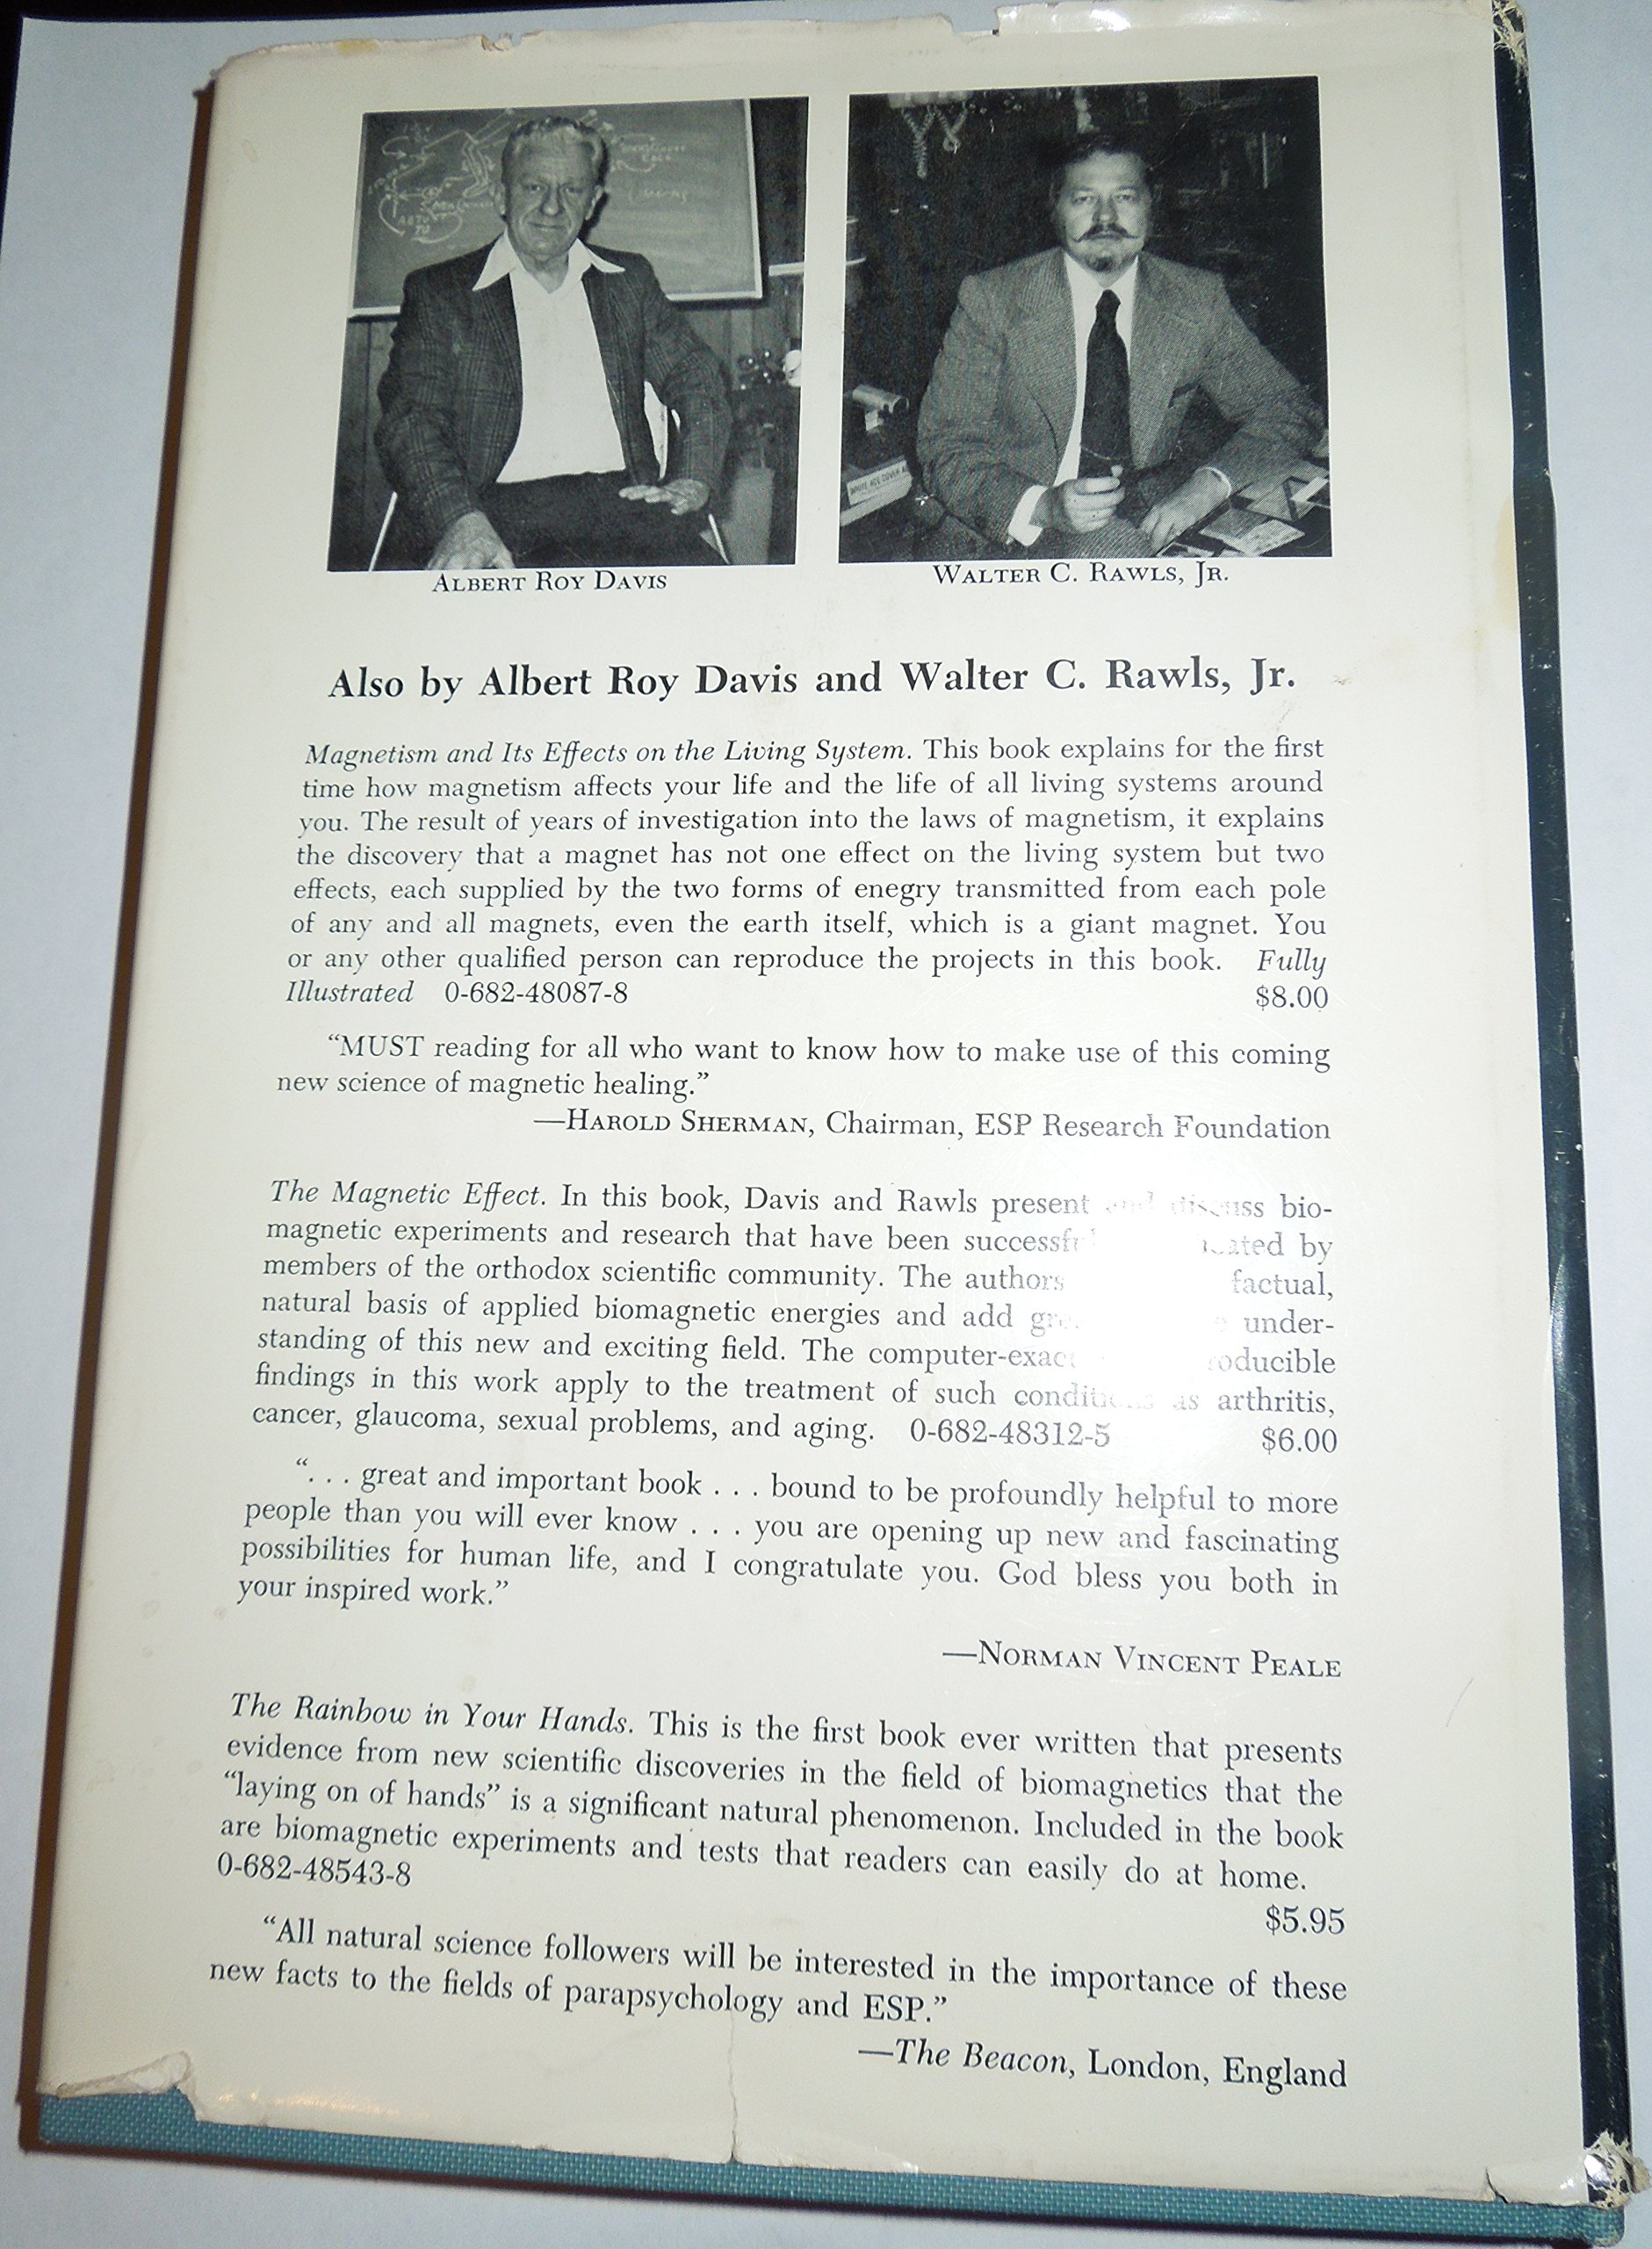 ALBERT ROY DAVIS
WALTER C. RAWLS, JR.
Also by Albert Roy Davis and Walter C. Rawls, Jr.
Magnetism and Its Effects on the Living System. This book explains for the first
time how magnetism affects your life and the life of all living systems around
you. The result of years of investigation into the laws of magnetism, it explains
the discovery that a magnet has not one effect on the living system but two
effects, each supplied by the two forms of enegry transmitted from each pole
of any and all magnets, even the earth itself, which is a giant magnet. You
or any other qualified person can reproduce the projects in this book. Fully
Illustrated 0-682-48087-8 $8.00
“MUST reading for all who want to know how to make use of this coming
new science of magnetic healing.”
—HAROLD SHERMAN, Chairman, ESP Research Foundation
The Magnetic Effect. In this book, Davis and Rawls present and discuss bio-
magnetic experiments and research that have been by
members of the orthodox scientific community. The authors factual,
natural basis of applied biomagnetic energies and add under-
standing of this new and exciting field. The
findings in this work apply to the treatment of such conditions as arthritis,
cancer, glaucoma, sexual problems, and aging. 0-682-48312-5 $6.00
“. . . great and important book . . . bound to be profoundly helpful to more
people than you will ever know . . . you are opening up new and fascinating
possibilities for human life, and I congratulate you. God bless you both in
your inspired work.”
—NORMAN VINCENT PEALE
The Rainbow in Your Hands. This is the first book ever written that presents
evidence from new scientific discoveries in the field of biomagnetics that the
“laying on of hands” is a significant natural phenomenon. Included in the book
are biomagnetic experiments and tests that readers can easily do at home.
0-682-48543-8
$5.95
“All natural science followers will be interested in the importance of these
new facts to the fields of parapsychology and ESP.”
—The Beacon, London, England